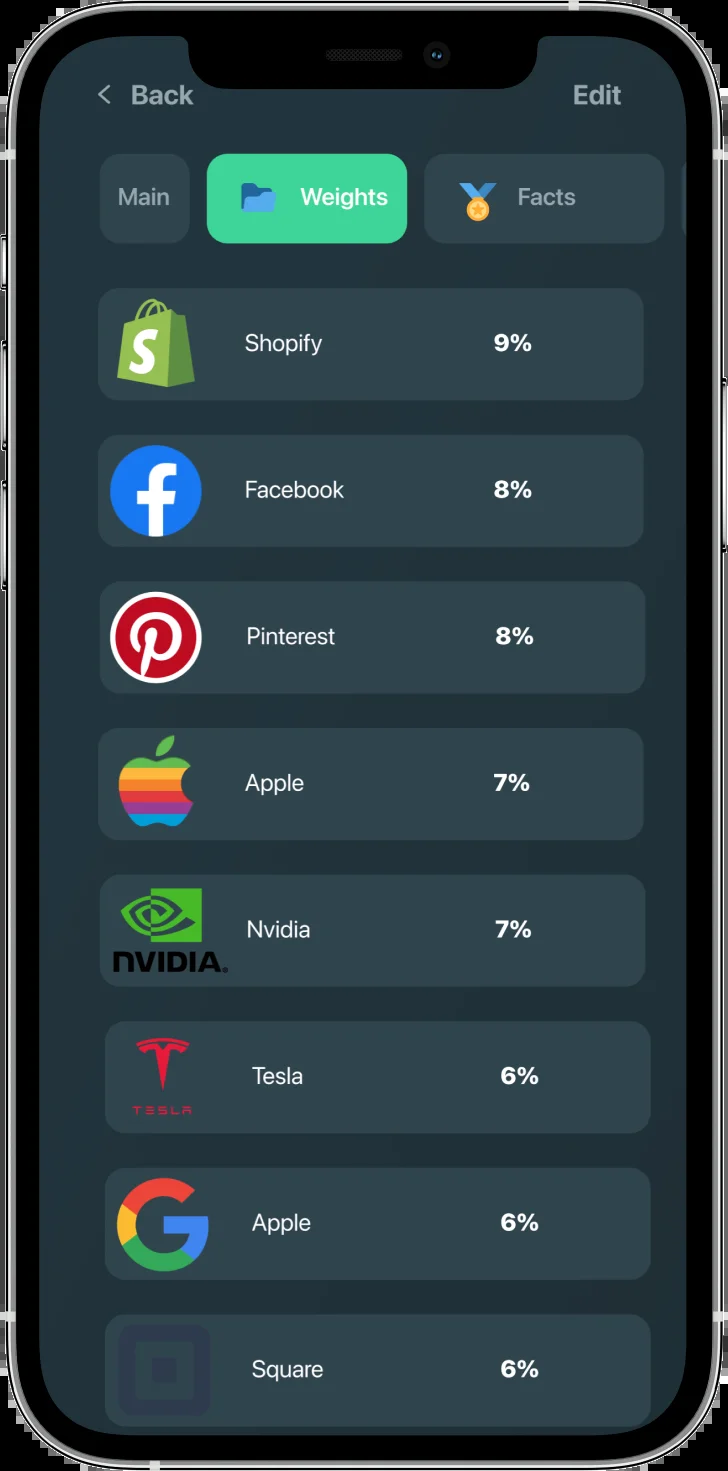 Back
Edit
Main
Weights
Facts
S
Shopify
9%
Facebook
8%
Pinterest
8%
Apple
7%
nVIDIA.
Nvidia
7%
TESLA
Tesla
6%
Apple
6%
Square
6%